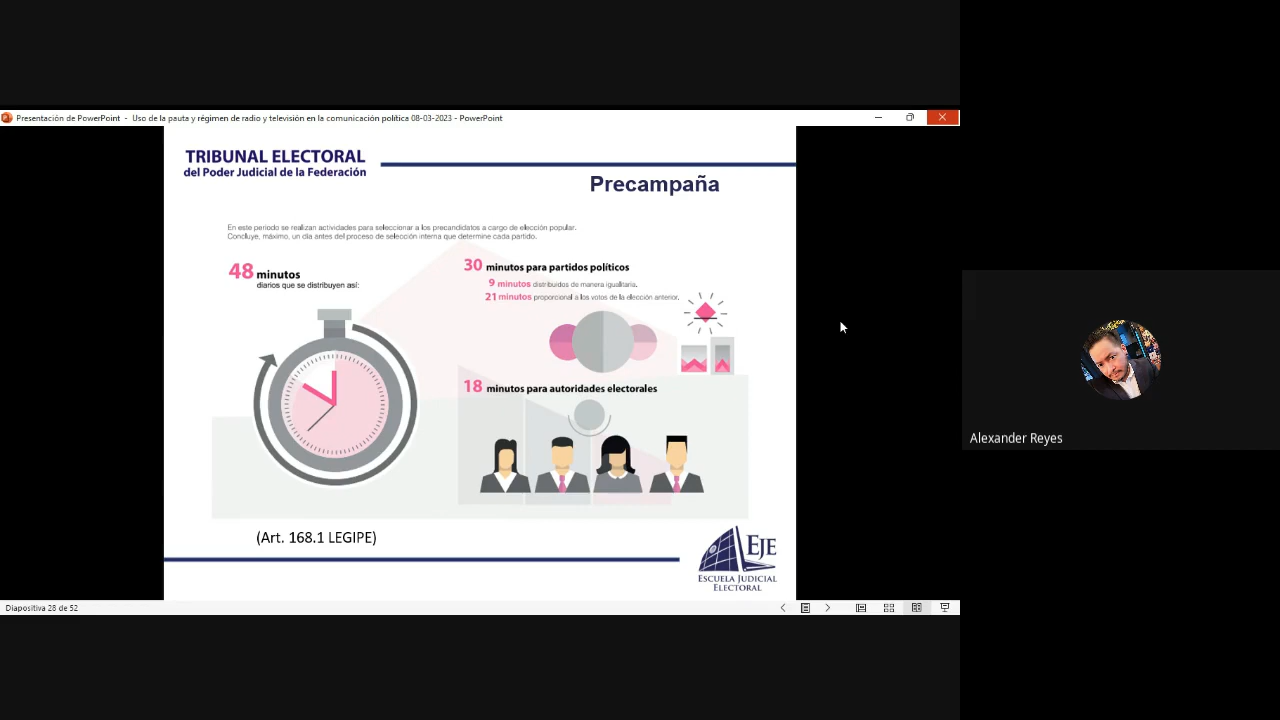 Presentación de PowerPoint - Uso de la pauta y régimen de radio y televisión en la comunicación política 08-03-2023 - PowerPoint
TRIBUNAL ELECTORAL
del Poder Judicial de la Federación
Precampaña
En este periodo se realizan actividades para seleccionar a los precandidatos a cargo de elección popular.
Concluye, máximo, un día antes del proceso de selección interna que determine cada partido.
48 minutos
diarios que se distribuyen así:
30 minutos para partidos políticos
9 minutos distribuidos de manera igualitaria.
21 minutos proporcional a los votos de la elección anterior.
18 minutos para autoridades electorales
(Art. 168.1 LEGIPE)
EJE
ESCUELA JUDICIAL
ELECTORAL
Diapositiva 28 de 52
Alexander Reyes